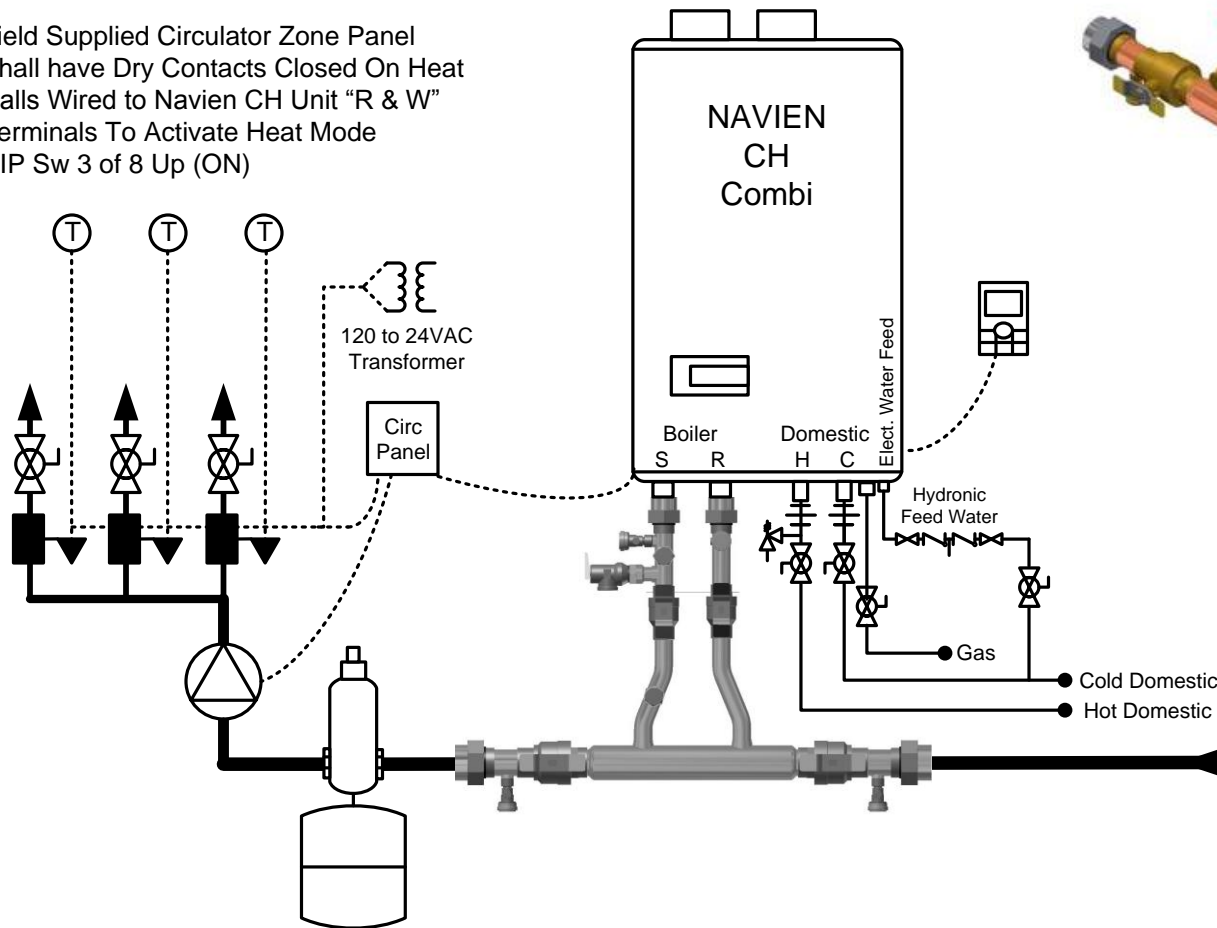 ield Supplied Circulator Zone Panel
hall have Dry Contacts Closed On Heat
alls Wired to Navien CH Unit “R & W”
erminals To Activate Heat Mode
IP Sw 3 of 8 Up (ON)
NAVIEN
CH
Combi
T T T
120 to 24VAC
Transformer
Circ
Panel
Elect. Water Feed
Boiler Domestic
S R H C
Hydronic
Feed Water
Gas
Cold Domestic
Hot Domestic